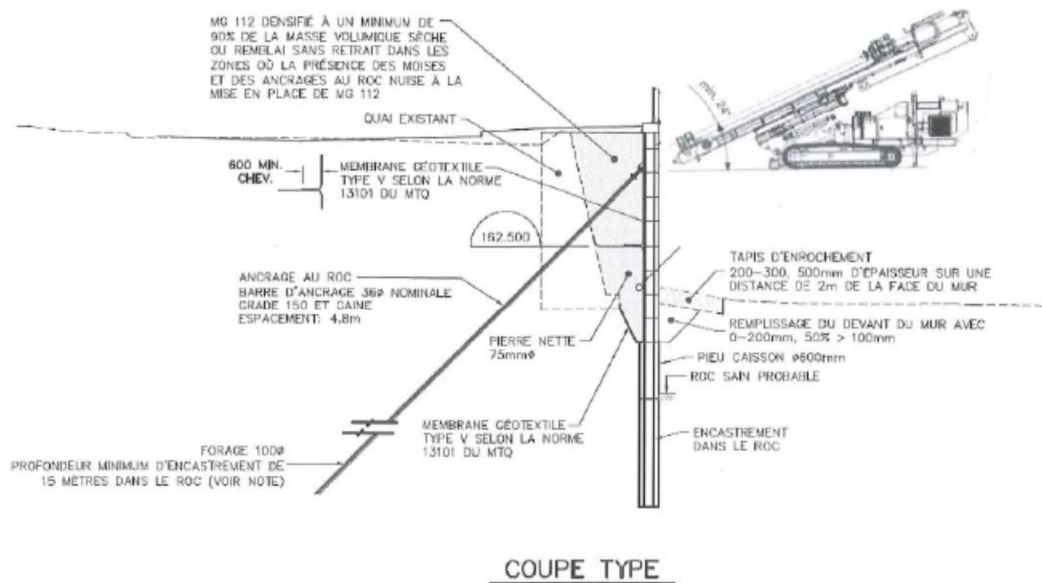 MG 112 DENSIFIÉ À UN MINIMUM DE
90% DE LA MASSE VOLUMIQUE SÈCHE
OU REMBLAI SANS RETRAIT DANS LES
ZONES OÙ LA PRÉSENCE DES MOISES
ET DES ANCRAGES AU ROC NUISE À LA
MISE EN PLACE DE MG 112
min. 24°
QUAI EXISTANT
600 MIN.
CHEV.
MEMBRANE GÉOTEXTILE
TYPE V SELON LA NORME
13101 DU MTQ
162.500
TAPIS D'ENROCHEMENT
200-300, 500mm D'ÉPAISSEUR SUR UNE
DISTANCE DE 2m DE LA FACE DU MUR
ANCRAGE AU ROC
BARRE D'ANCRAGE 36ø NOMINALE
GRADE 150 ET GAINE
ESPACEMENT: 4.8m
PIERRE NETTE
75mmø
REMPLISSAGE DU DEVANT DU MUR AVEC
0-200mm, 50% > 100mm
PIEU CAISSON ø600mm
ROC SAIN PROBABLE
MEMBRANE GÉOTEXTILE
TYPE V SELON LA NORME
13101 DU MTQ
ENCASTREMENT
DANS LE ROC
FORAGE 100ø
PROFONDEUR MINIMUM D'ENCASTREMENT DE
15 MÈTRES DANS LE ROC (VOIR NOTE)
COUPE TYPE